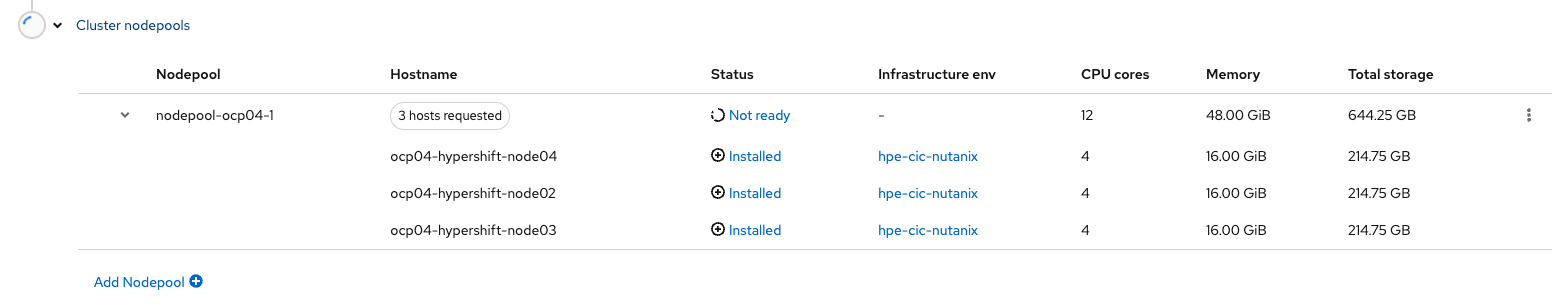 Cluster nodepools
Nodepool Hostname Status Infrastructure env CPU cores Memory Total storage
nodepool-ocp04-1 3 hosts requested Not ready - 12 48.00 GiB 644.25 GB
ocp04-hypershift-node04 Installed hpe-cic-nutanix 4 16.00 GiB 214.75 GB
ocp04-hypershift-node02 Installed hpe-cic-nutanix 4 16.00 GiB 214.75 GB
ocp04-hypershift-node03 Installed hpe-cic-nutanix 4 16.00 GiB 214.75 GB
Add Nodepool